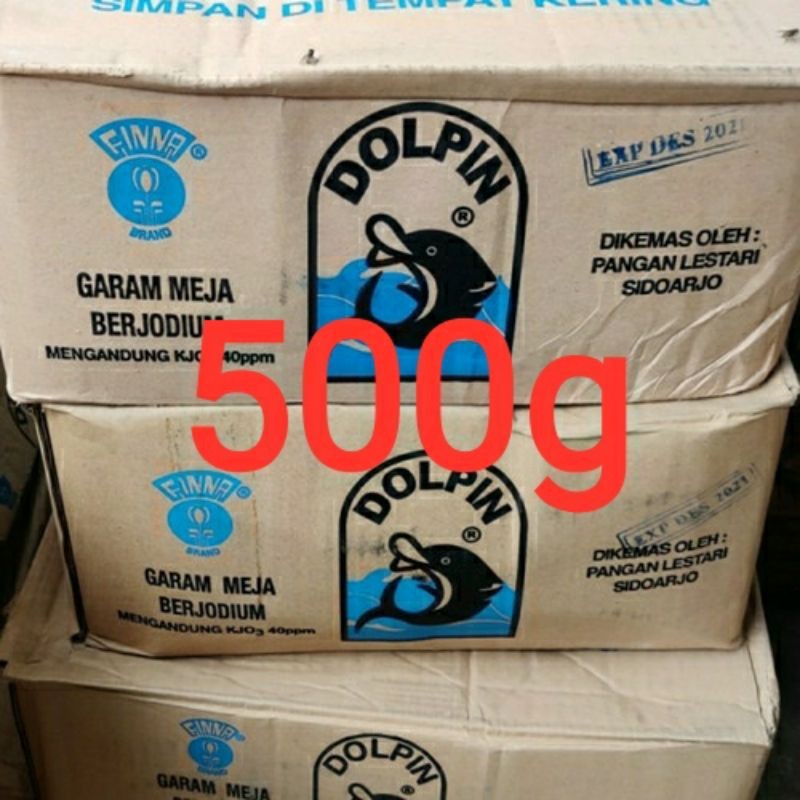 SIMPAN DI TEMPAT KERING
FINNA ®
BRAND
GARAM MEJA
BERJODIUM
MENGANDUNG KJO3 40ppm
DOLPIN
®
EXP DES 2021
DIKEMAS OLEH :
PANGAN LESTARI
SIDOARJO
500g
FINNA ®
BRAND
GARAM MEJA
BERJODIUM
MENGANDUNG KJO3 40ppm
DOLPIN
®
EXP DES 2021
DIKEMAS OLEH :
PANGAN LESTARI
SIDOARJO
FINNA ®
BRAND
GARAM MEJA
DOLPIN